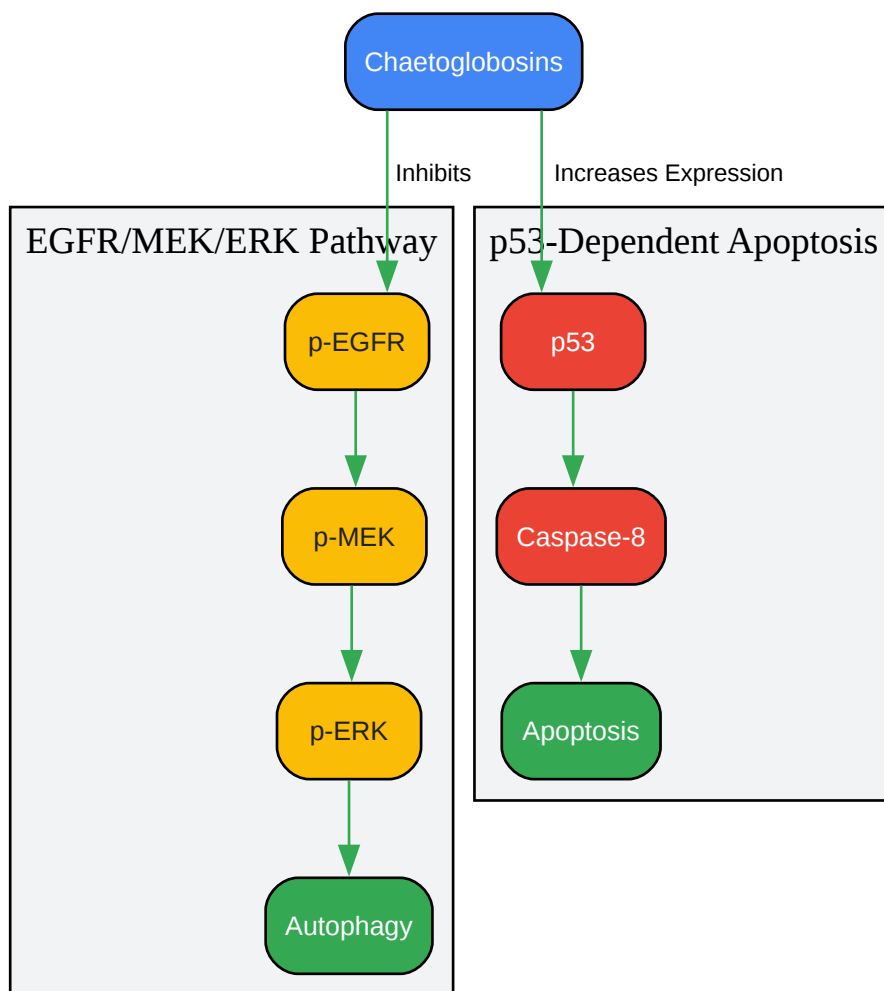 Chaetoglobosins
Inhibits
Increases Expression
EGFR/MEK/ERK Pathway
p53-Dependent Apoptosis
p-EGFR
p53
p-MEK
Caspase-8
p-ERK
Apoptosis
Autophagy